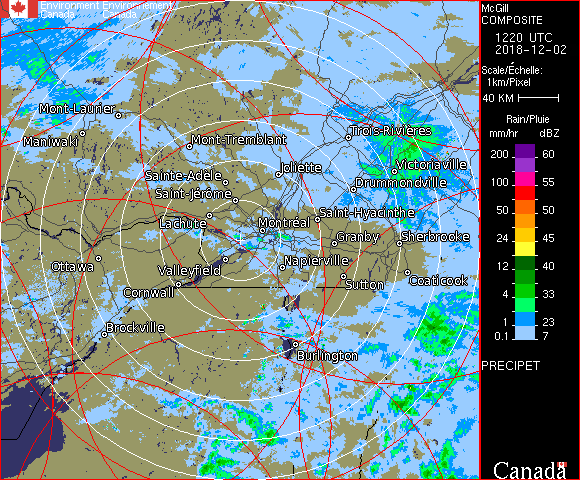 Environment Environnement
Canada Canada
McGill
COMPOSITE
1220 UTC
2018-12-02
Scale/Échelle:
1km/Pixel
40 KM
Rain/Pluie
mm/hr dBZ
200 60
100 55
50 50
24 45
12 40
4 33
1 23
0.1 7
PRECIPET
Canada
Mont-Laurier
Maniwaki
Mont-Tremblant
Trois-Rivières
Sainte-Adèle
Joliette
Victoriaville
Saint-Jérôme
Drummondville
Lachute
Montréal
Saint-Hyacinthe
Granby
Sherbrooke
Ottawa
Valleyfield
Napierville
Cornwall
Sutton
Coaticook
Brockville
Burlington